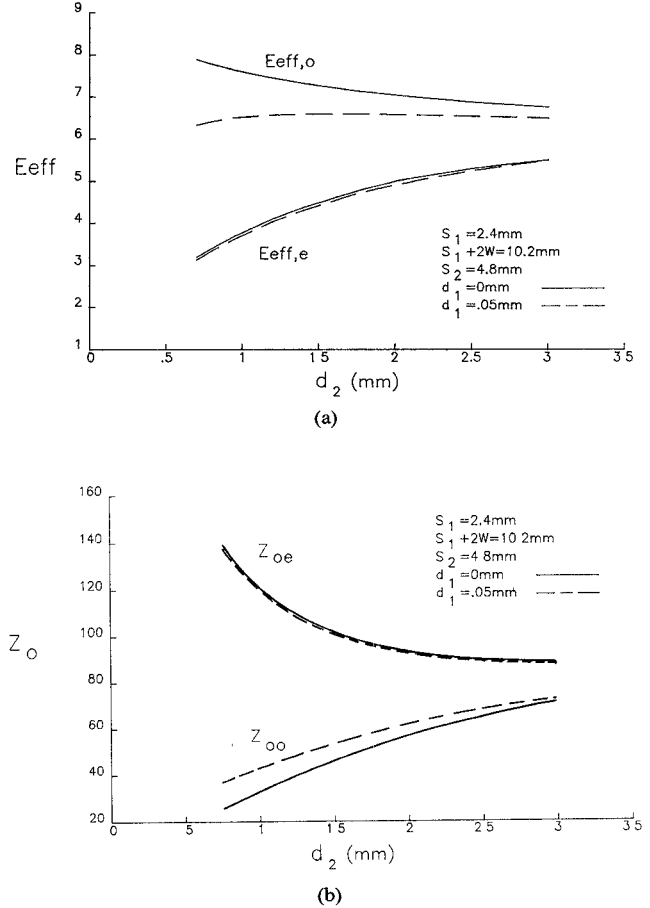 9
8
7
6
5
4
3
2
1
Eeff
Eeff,o
Eeff,e
S1=2.4mm
S1+2W=10.2mm
S2=4.8mm
d1=0mm
d1=.05mm
0 .5 1 1 5 2 2.5 3 3 5
d2 (mm)
(a)
160
140
120
100
80
60
40
20
Zo
Zoe
Zoo
S1=2.4mm
S1+2W=10 2mm
S2=4 8mm
d1=0mm
d1=.05mm
0 5 1 1 5 2 2.5 3 3 5
d2 (mm)
(b)